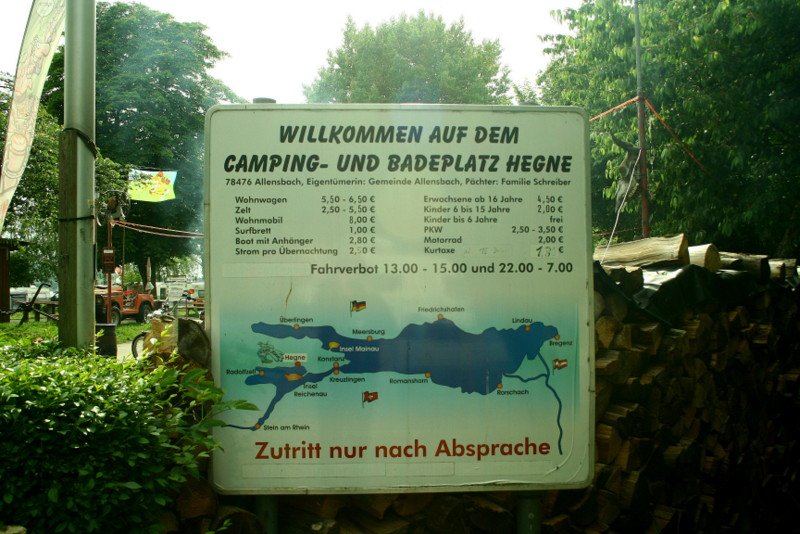 WILLKOMMEN AUF DEM
CAMPING- UND BADEPLATZ HEGNE
78476 Allensbach, Eigentümerin: Gemeinde Allensbach, Pächter: Familie Schreiber
Wohnwagen 5,50 - 6,50 €
Zelt 2,50 - 5,50 €
Wohnmobil 8,00 €
Surfbrett 1,00 €
Boot mit Anhänger 2,80 €
Strom pro Übernachtung 2,50 €
Erwachsene ab 16 Jahre 4,50 €
Kinder 6 bis 15 Jahre 2,00 €
Kinder bis 6 Jahre frei
PKW 2,50 - 3,50 €
Motorrad 2,00 €
Kurtaxe €
Fahrverbot 13.00 - 15.00 und 22.00 - 7.00
Friedrichshafen
Überlingen
Lindau
Meersburg
Bregenz
Insel Mainau
Hegne
Konstanz
Radolfzell
Kreuzlingen
Romanshorn
Insel
Reichenau
Rorschach
Stein am Rhein
Zutritt nur nach Absprache